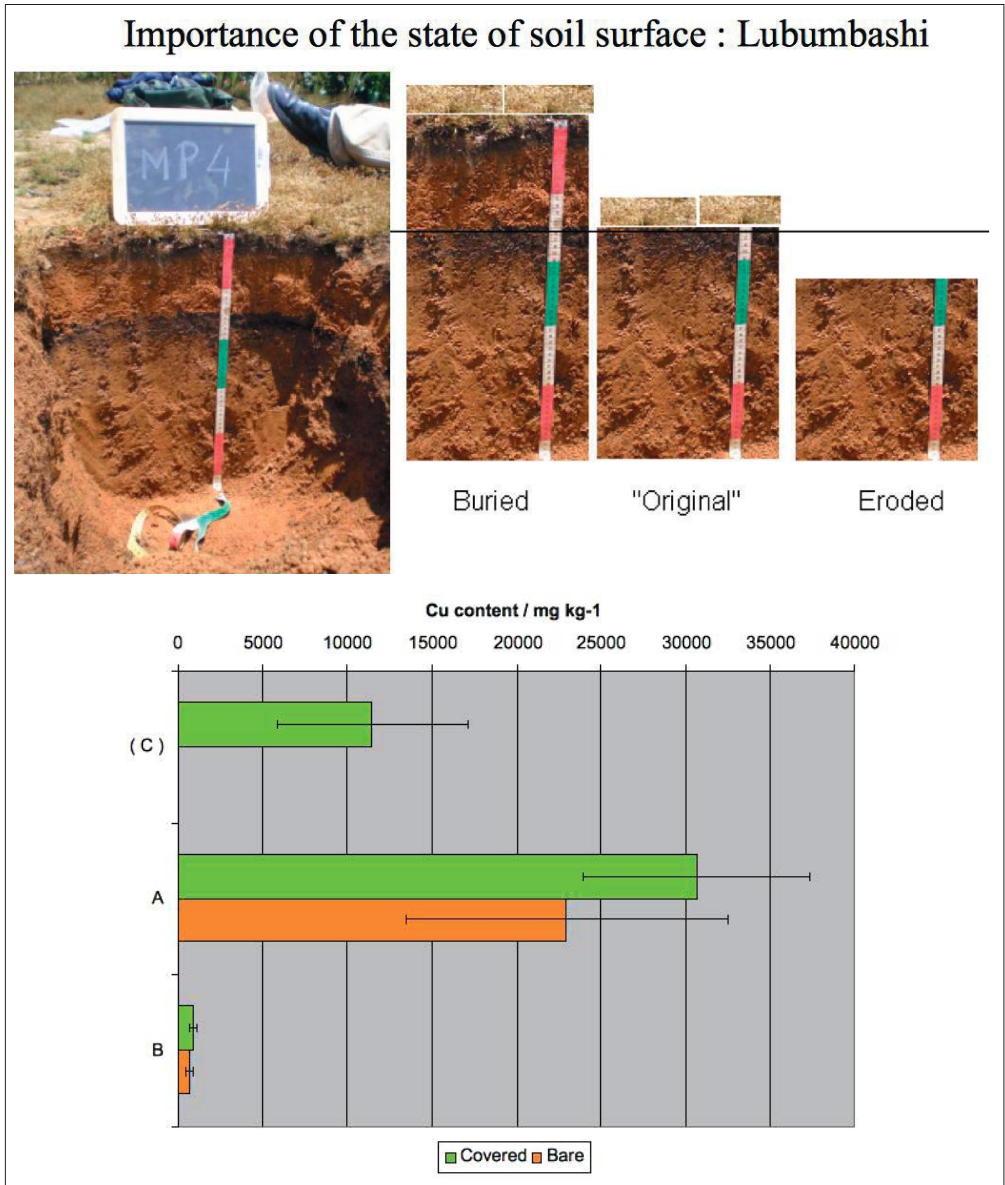 Importance of the state of soil surface : Lubumbashi
MP4
Buried "Original" Eroded
Cu content / mg kg-1
0 5000 10000 15000 20000 25000 30000 35000 40000
( C )
A
B
Covered Bare